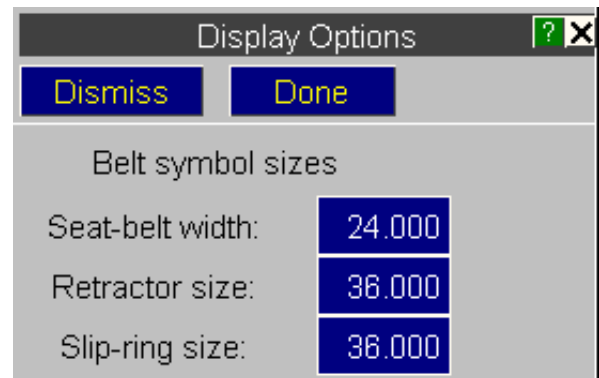 Display Options ? X
Dismiss Done
Belt symbol sizes
Seat-belt width: 24.000
Retractor size: 36.000
Slip-ring size: 36.000